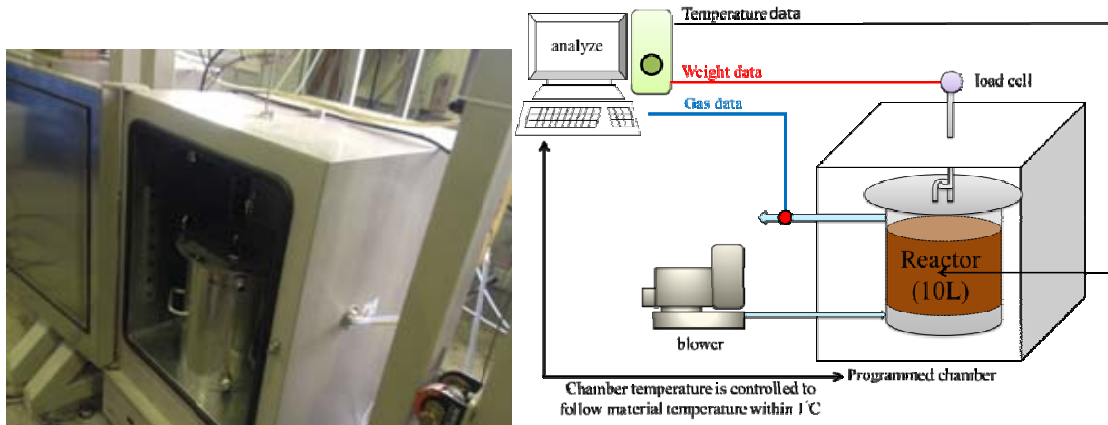 Temperature data
analyze
Weight data
load cell
Gas data
Reactor
(10L)
blower
Programmed chamber
Chamber temperature is controlled to
follow material temperature within 1°C